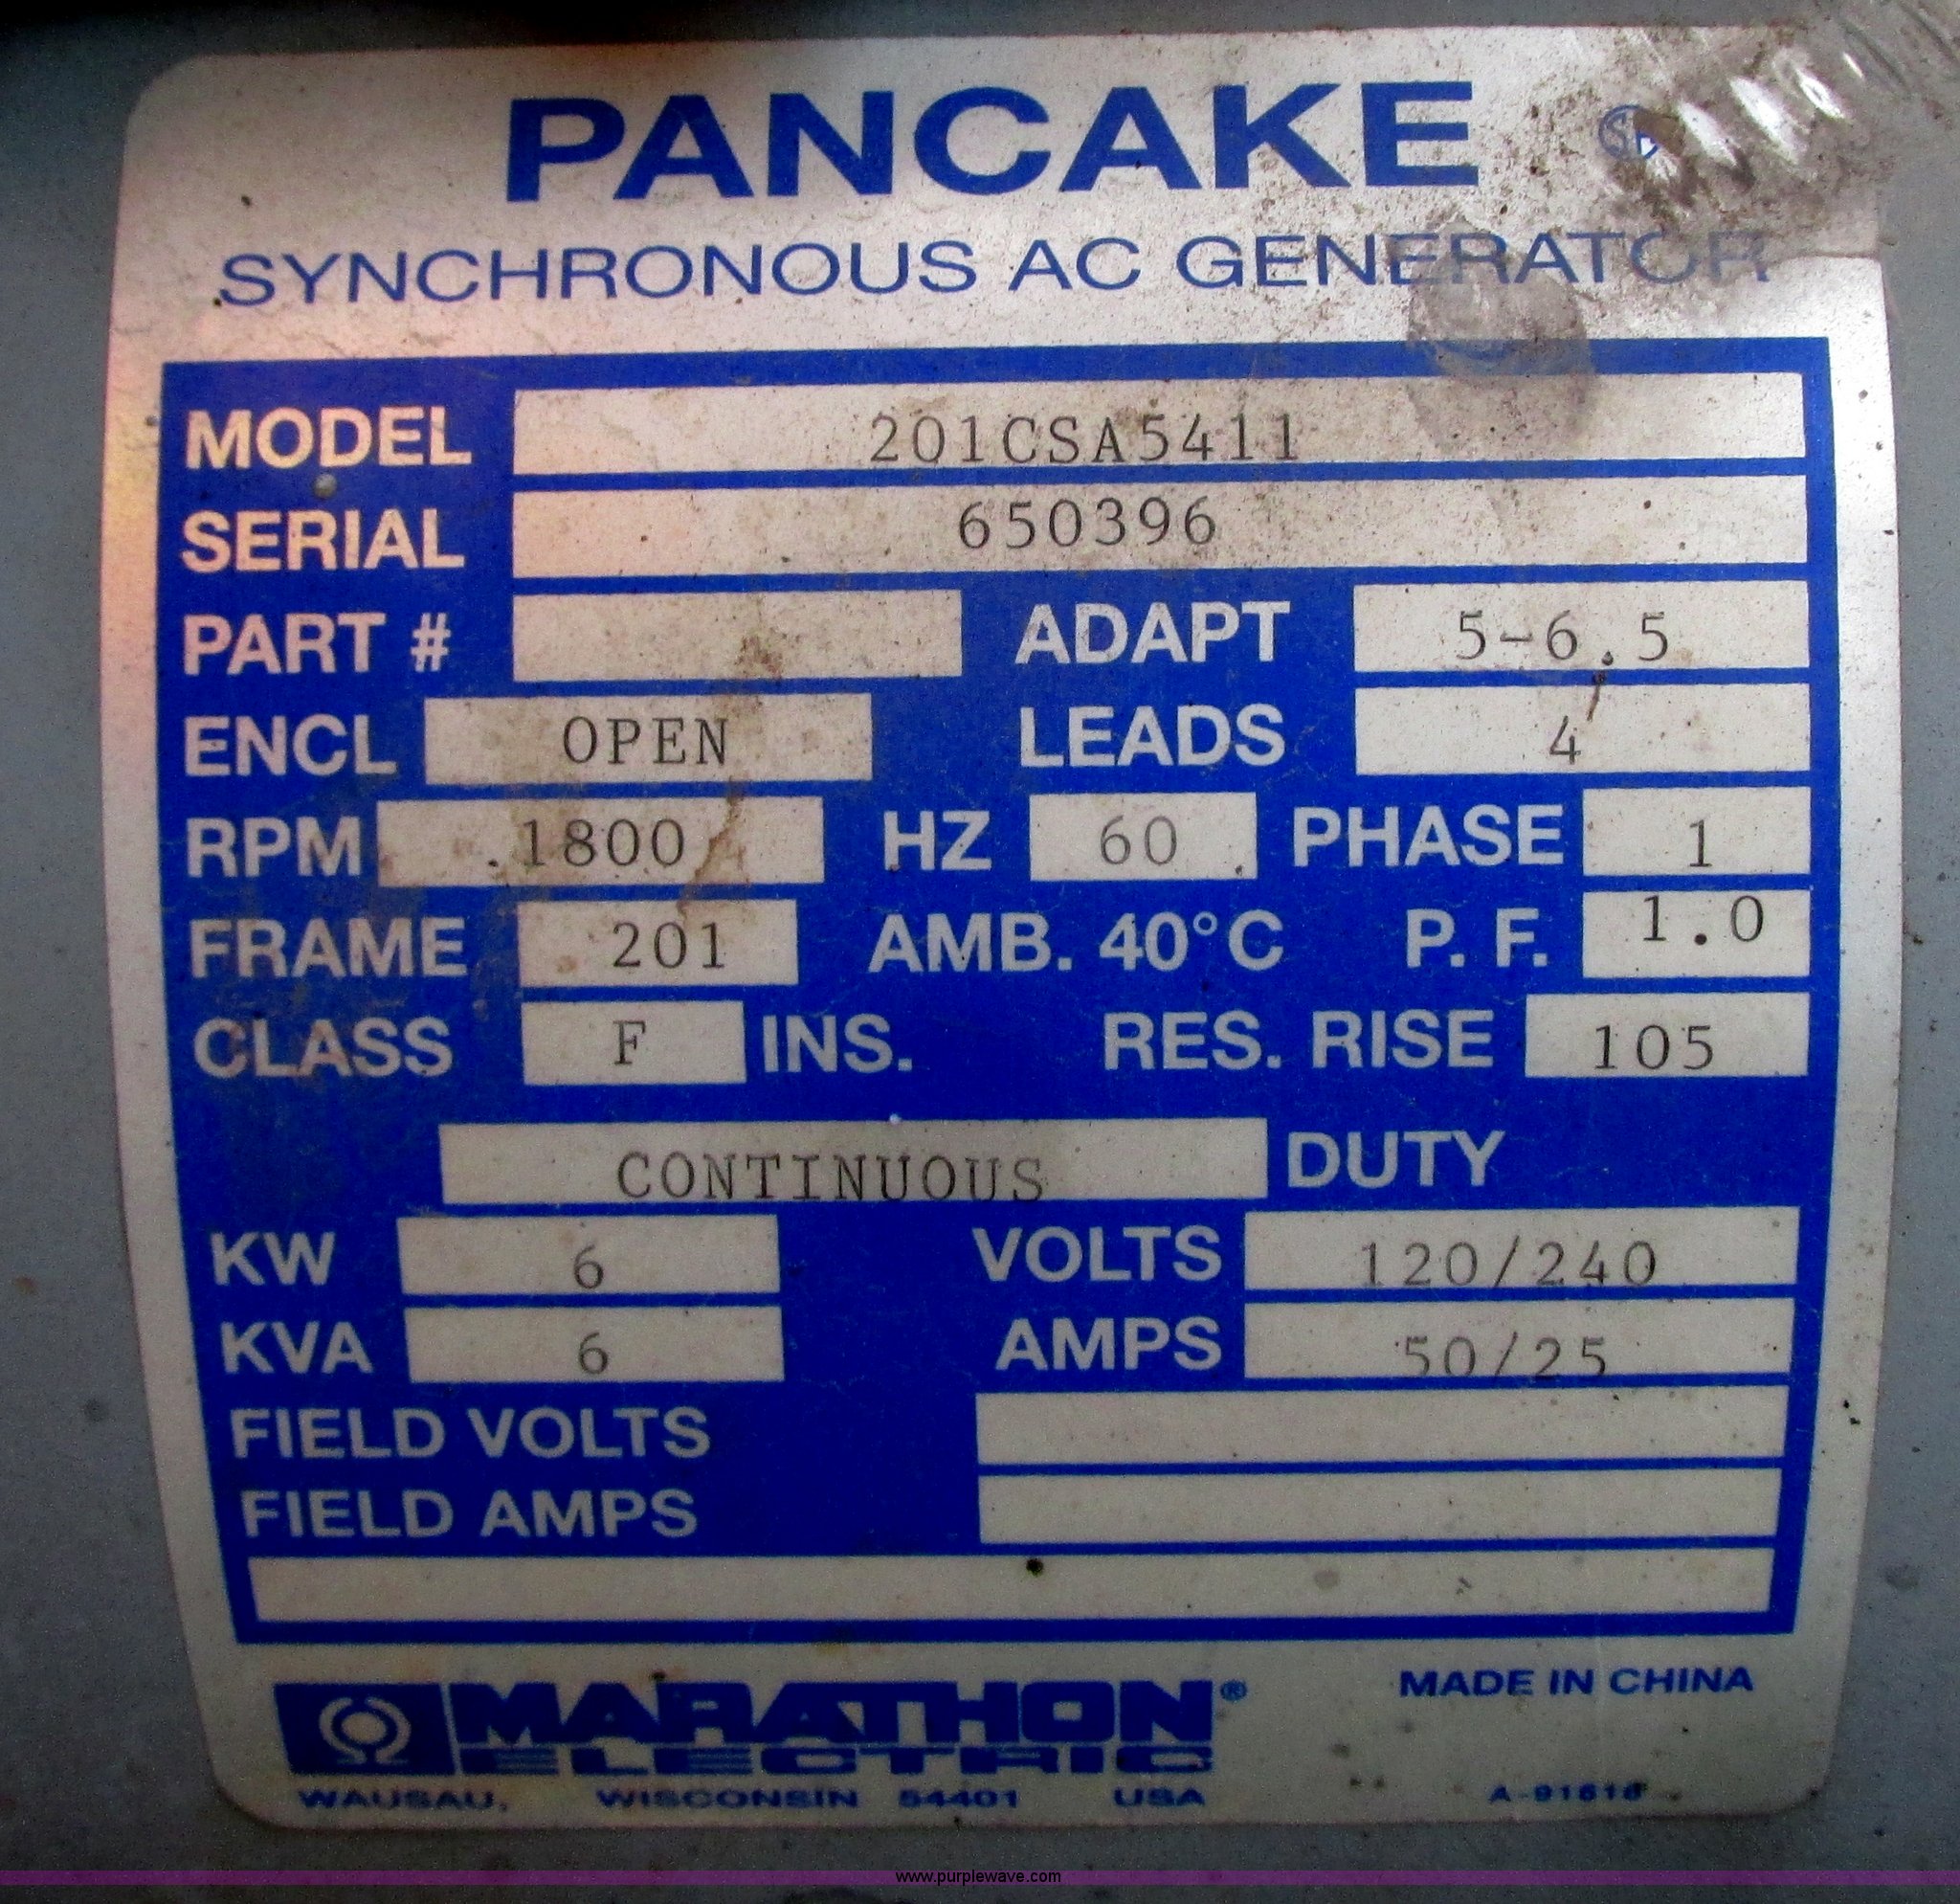 PANCAKE
SYNCHRONOUS AC GENERATOR
MODEL 201CSA5411
SERIAL 650396
PART # ADAPT 5-6.5
ENCL OPEN LEADS 4
RPM 1800 HZ 60 PHASE 1
FRAME 201 AMB. 40°C P. F. 1.0
CLASS F INS. RES. RISE 105
CONTINUOUS DUTY
KW 6 VOLTS 120/240
KVA 6 AMPS 50/25
FIELD VOLTS
FIELD AMPS
MARATHON® MADE IN CHINA
ELECTRIC
WAUSAU, WISCONSIN 54401 USA
www.purplewave.com